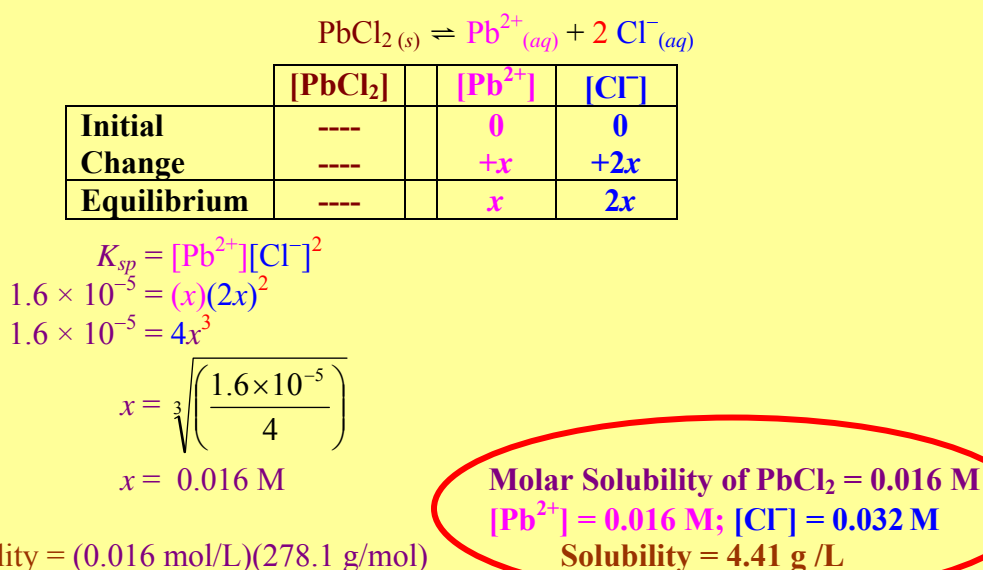 PbCl₂ (s) ⇌ Pb²⁺(aq) + 2 Cl⁻(aq)
[PbCl₂] [Pb²⁺] [Cl⁻]
Initial ---- 0 0
Change ---- +x +2x
Equilibrium ---- x 2x
Kₛₚ = [Pb²⁺][Cl⁻]²
1.6 × 10⁻⁵ = (x)(2x)²
1.6 × 10⁻⁵ = 4x³
x = ∛(1.6×10⁻⁵ / 4)
x = 0.016 M
Molar Solubility of PbCl₂ = 0.016 M
[Pb²⁺] = 0.016 M; [Cl⁻] = 0.032 M
lity = (0.016 mol/L)(278.1 g/mol) Solubility = 4.41 g /L